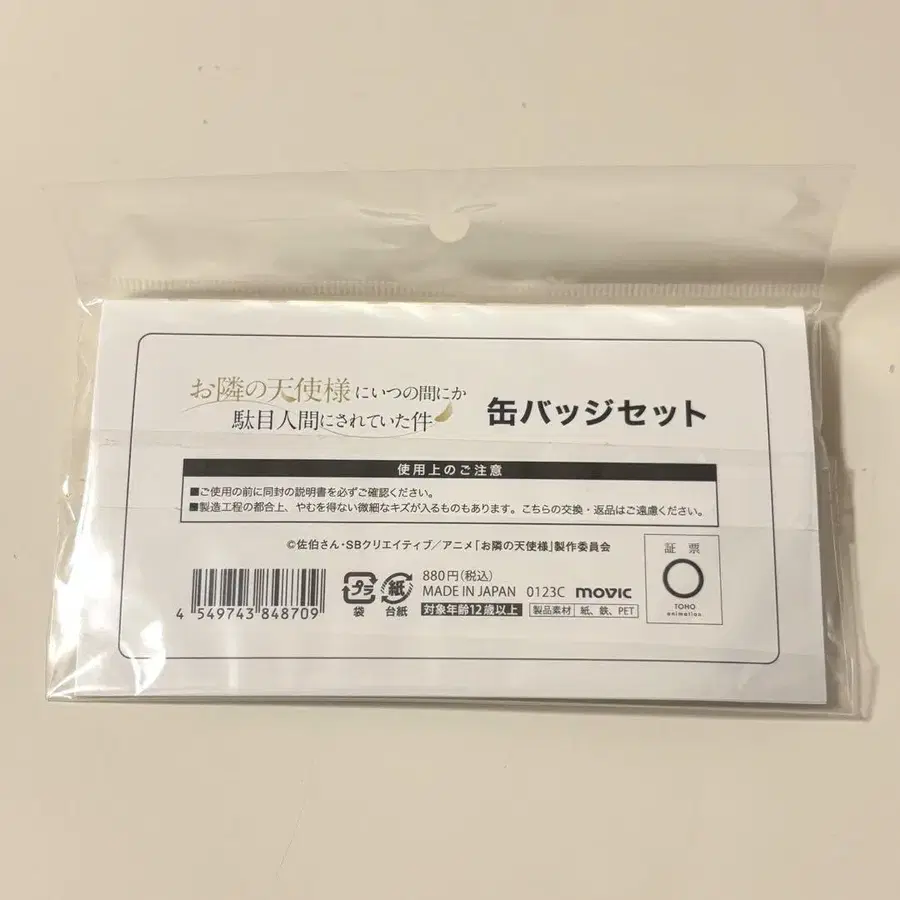 お隣の天使様にいつの間にか
駄目人間にされていた件
缶バッジセット
使用上のご注意
■ご使用の前に同封の説明書を必ずご確認ください。
■製造工程の都合上、やむを得ない微細なキズが入るものもあります。こちらの交換・返品はご遠慮ください。
©佐伯さん・SBクリエイティブ/アニメ「お隣の天使様」製作委員会
4 549743 848709
プラ
袋
紙
台紙
880円(税込)
MADE IN JAPAN 0123C movic
対象年齢12歳以上 製品素材 紙、鉄、PET
証票
TOHO
animation